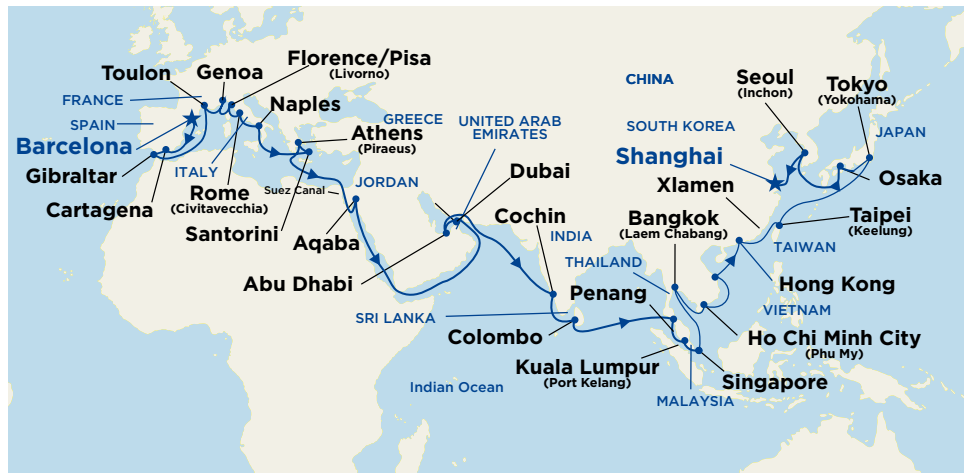 Florence/Pisa
(Livorno)
Genoa
Toulon
FRANCE
Naples
SPAIN
Barcelona
Gibraltar
Cartagena
ITALY
Rome
(Civitavecchia)
Santorini
GREECE
Athens
(Piraeus)
Suez Canal
JORDAN
Aqaba
UNITED ARAB
EMIRATES
Dubai
Abu Dhabi
Cochin
INDIA
SRI LANKA
Colombo
Indian Ocean
CHINA
Seoul
(Inchon)
Tokyo
(Yokohama)
SOUTH KOREA
JAPAN
Shanghai
Osaka
Xlamen
Bangkok
(Laem Chabang)
Taipei
(Keelung)
TAIWAN
THAILAND
Hong Kong
Penang
VIETNAM
Ho Chi Minh City
(Phu My)
Kuala Lumpur
(Port Kelang)
Singapore
MALAYSIA